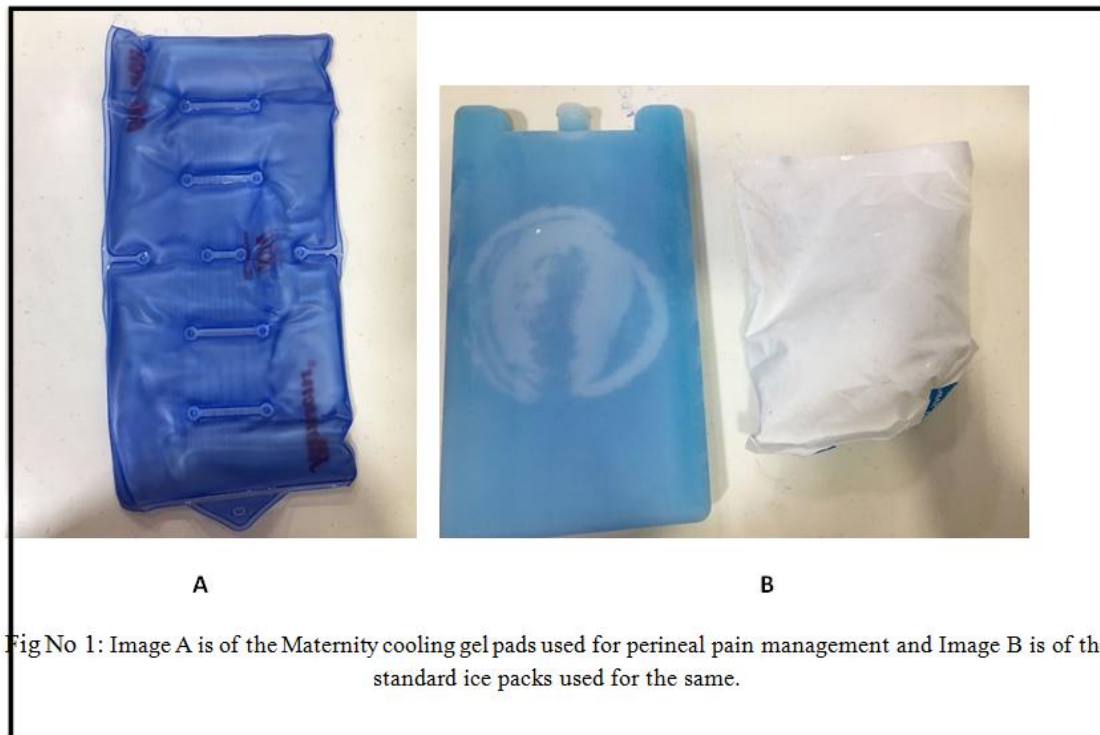 A
B
Fig No 1: Image A is of the Maternity cooling gel pads used for perineal pain management and Image B is of th
standard ice packs used for the same.